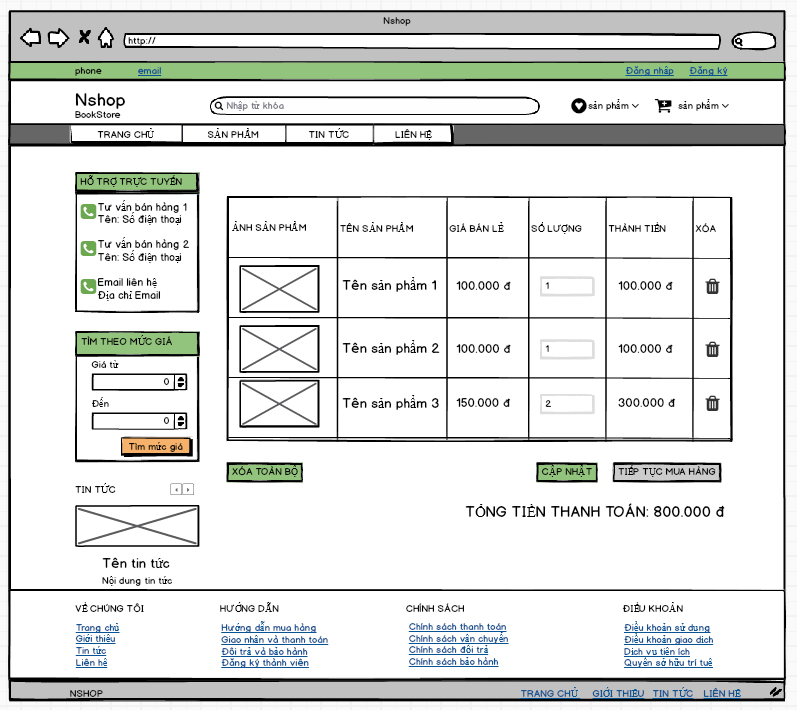 Nshop
http://
phone email Đăng nhập Đăng ký
Nshop
BookStore
Nhập từ khóa
sản phẩm
sản phẩm
TRANG CHỦ SẢN PHẨM TIN TỨC LIÊN HỆ
HỖ TRỢ TRỰC TUYẾN
Tư vấn bán hàng 1
Tên: Số điện thoại
Tư vấn bán hàng 2
Tên: Số điện thoại
Email liên hệ
Địa chỉ Email
TÌM THEO MỨC GIÁ
Giá từ
0
Đến
0
Tìm mức giá
TIN TỨC
Tên tin tức
Nội dung tin tức
ẢNH SẢN PHẨM TÊN SẢN PHẨM GIÁ BÁN LẺ SỐ LƯỢNG THÀNH TIỀN XÓA
Tên sản phẩm 1 100.000 đ 1 100.000 đ
Tên sản phẩm 2 100.000 đ 1 100.000 đ
Tên sản phẩm 3 150.000 đ 2 300.000 đ
XÓA TOÀN BỘ CẬP NHẬT TIẾP TỤC MUA HÀNG
TỔNG TIỀN THANH TOÁN: 800.000 đ
VỀ CHÚNG TÔI
Trang chủ
Giới thiệu
Tin tức
Liên hệ
HƯỚNG DẪN
Hướng dẫn mua hàng
Giao nhận và thanh toán
Đổi trả và bảo hành
Đăng ký thành viên
CHÍNH SÁCH
Chính sách thanh toán
Chính sách vận chuyển
Chính sách đổi trả
Chính sách bảo hành
ĐIỀU KHOẢN
Điều khoản sử dụng
Điều khoản giao dịch
Dịch vụ tiện ích
Quyền sở hữu trí tuệ
NSHOP TRANG CHỦ GIỚI THIỆU TIN TỨC LIÊN HỆ